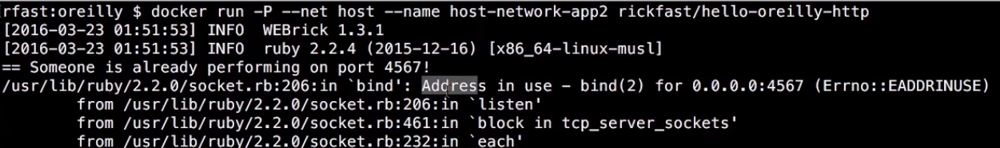 rfast:oreilly $ docker run -P --net host --name host-network-app2 rickfast/hello-oreilly-http
[2016-03-23 01:51:53] INFO  WEBrick 1.3.1
[2016-03-23 01:51:53] INFO  ruby 2.2.4 (2015-12-16) [x86_64-linux-musl]
== Someone is already performing on port 4567!
/usr/lib/ruby/2.2.0/socket.rb:206:in `bind': Address in use - bind(2) for 0.0.0.0:4567 (Errno::EADDRINUSE)
        from /usr/lib/ruby/2.2.0/socket.rb:206:in `listen'
        from /usr/lib/ruby/2.2.0/socket.rb:461:in `block in tcp_server_sockets'
        from /usr/lib/ruby/2.2.0/socket.rb:232:in `each'